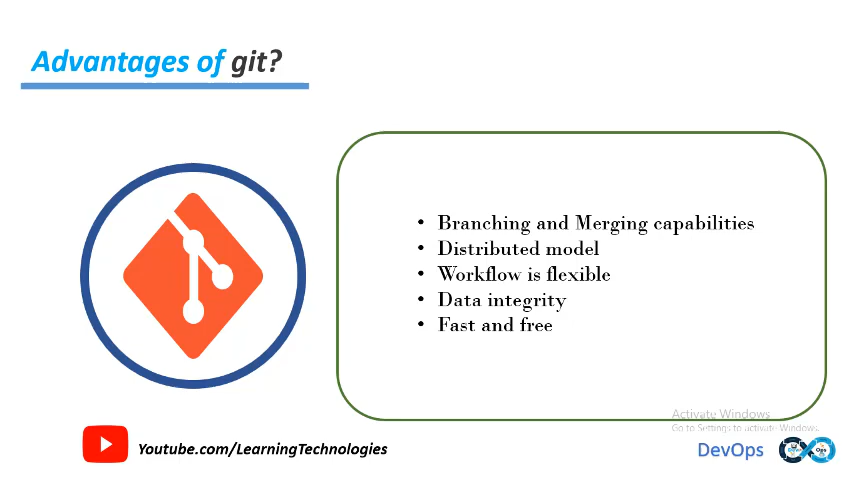 Advantages of git?
• Branching and Merging capabilities
• Distributed model
• Workflow is flexible
• Data integrity
• Fast and free
Activate Windows
Go to Settings to activate Windows.
Youtube.com/LearningTechnologies
DevOps
Ops